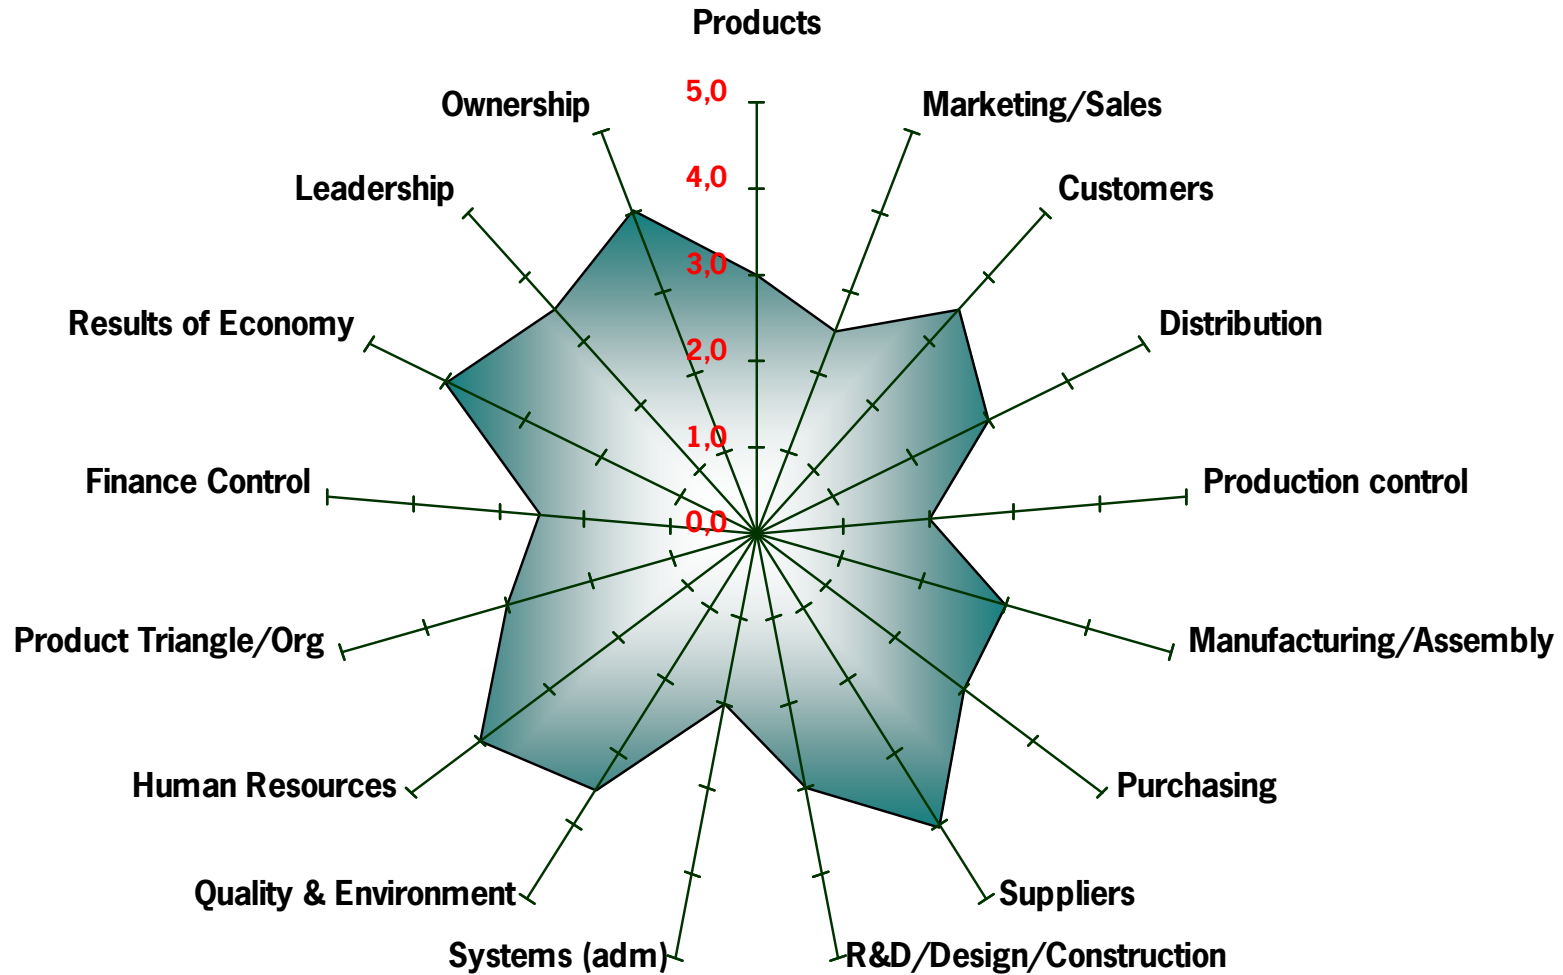 Products
5,0
Ownership
Marketing/Sales
4,0
Leadership
Customers
3,0
Results of Economy
Distribution
2,0
1,0
Finance Control
Production control
0,0
Product Triangle/Org
Manufacturing/Assembly
Human Resources
Purchasing
Quality & Environment
Suppliers
Systems (adm)
R&D/Design/Construction